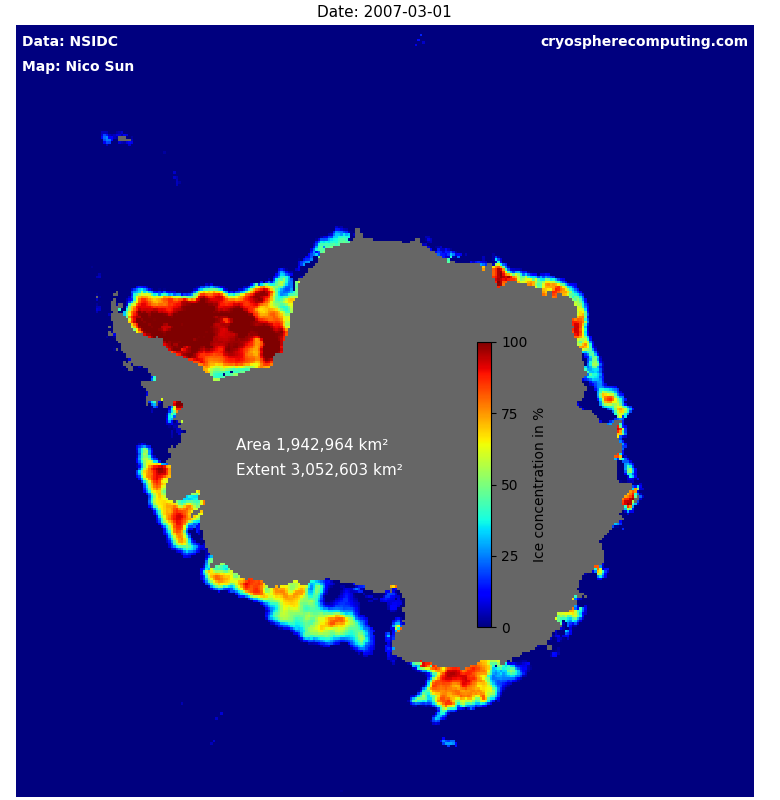 Date: 2007-03-01
Data: NSIDC
cryospherecomputing.com
Map: Nico Sun
100
75
50
25
0
Ice concentration in %
Area 1,942,964 km²
Extent 3,052,603 km²